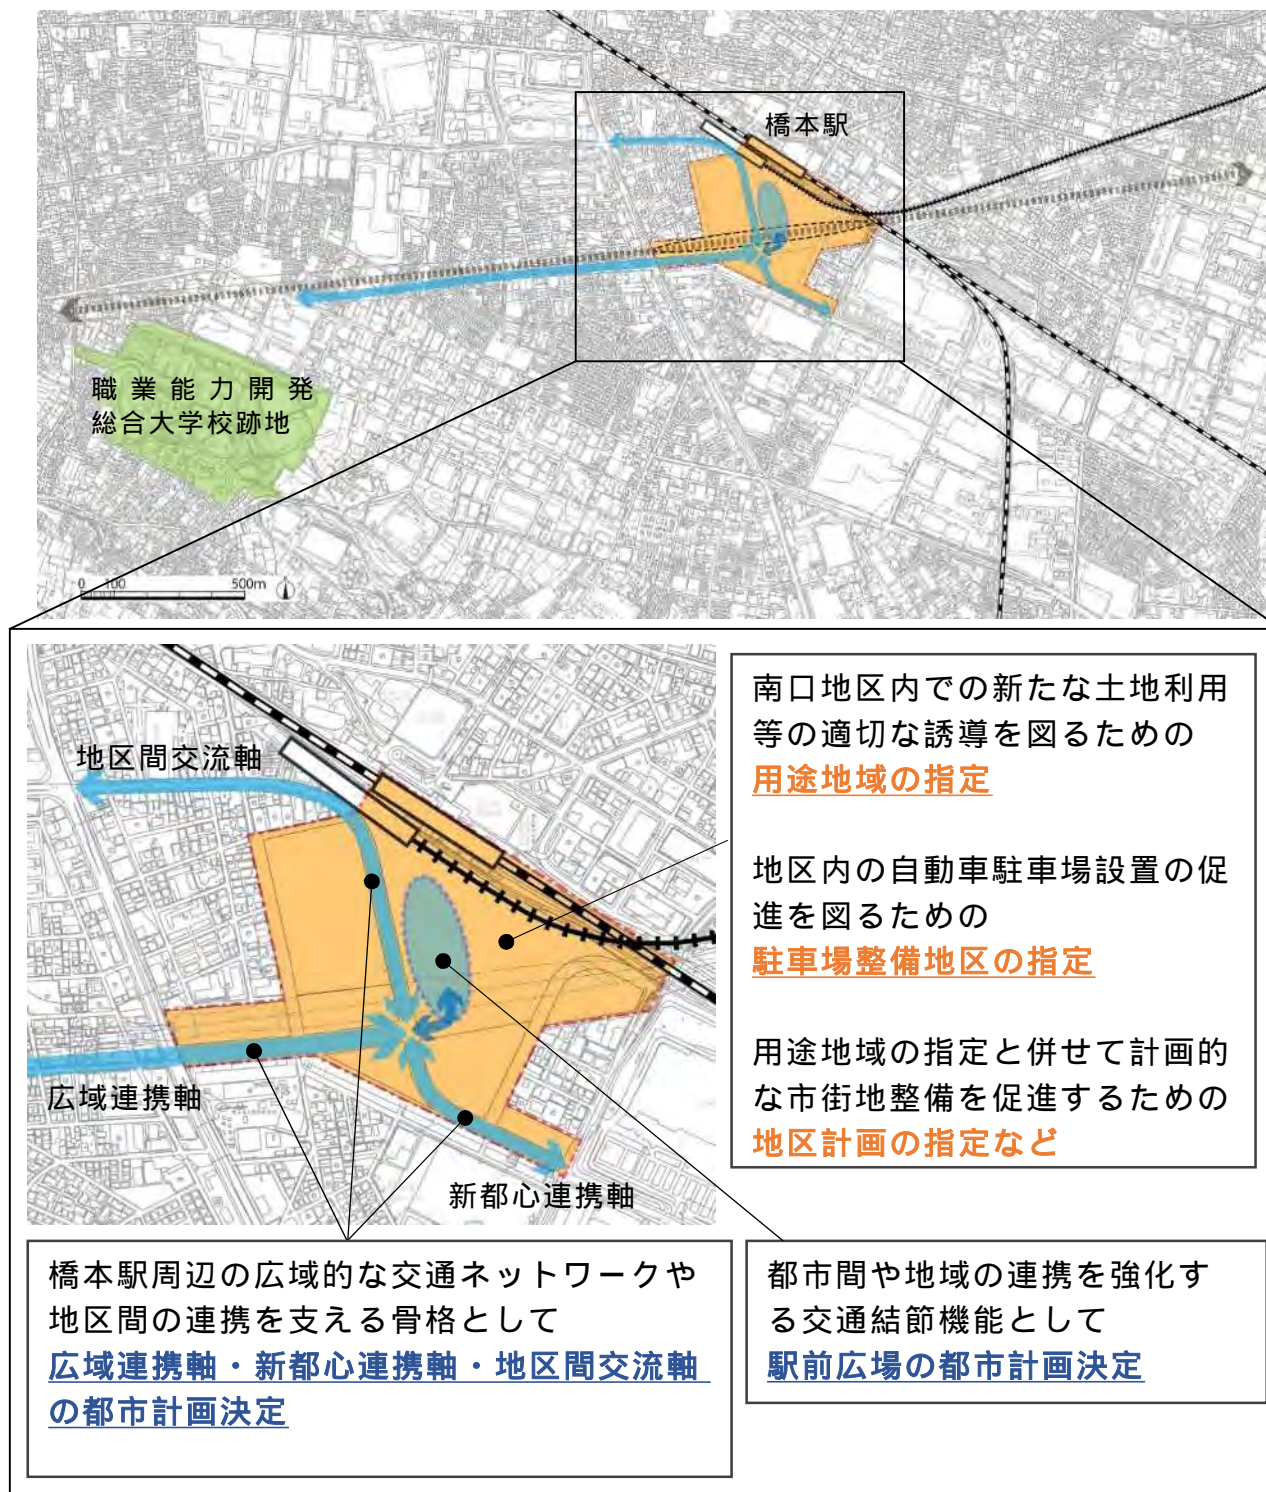 橋本駅
職業能力開発
総合大学校跡地
0 100 500m
地区間交流軸
広域連携軸
新都心連携軸
南口地区内での新たな土地利用
等の適切な誘導を図るための
用途地域の指定
地区内の自動車駐車場設置の促
進を図るための
駐車場整備地区の指定
用途地域の指定と併せて計画的
な市街地整備を促進するための
地区計画の指定など
橋本駅周辺の広域的な交通ネットワークや
地区間の連携を支える骨格として
広域連携軸・新都心連携軸・地区間交流軸
の都市計画決定
都市間や地域の連携を強化す
る交通結節機能として
駅前広場の都市計画決定